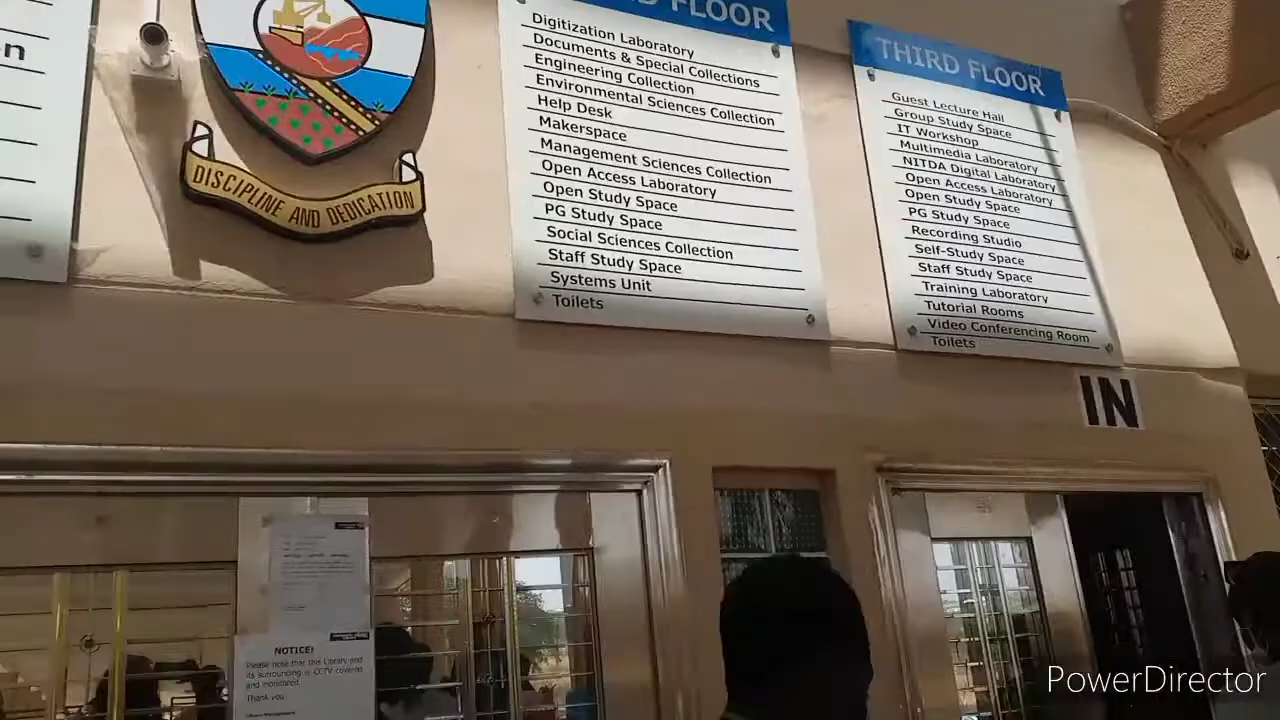 n
DISCIPLINE AND DEDICATION
D FLOOR
Digitization Laboratory
Documents & Special Collections
Engineering Collection
Environmental Sciences Collection
Help Desk
Makerspace
Management Sciences Collection
Open Access Laboratory
Open Study Space
PG Study Space
Social Sciences Collection
Staff Study Space
Systems Unit
Toilets
THIRD FLOOR
Guest Lecture Hall
Group Study Space
IT Workshop
Multimedia Laboratory
NITDA Digital Laboratory
Open Access Laboratory
Open Study Space
PG Study Space
Recording Studio
Self-Study Space
Staff Study Space
Training Laboratory
Tutorial Rooms
Video Conferencing Room
Toilets
IN
NOTICE!
Please note that this Library and
its surrounding is CCTV covered
and monitored.
Thank you
PowerDirector